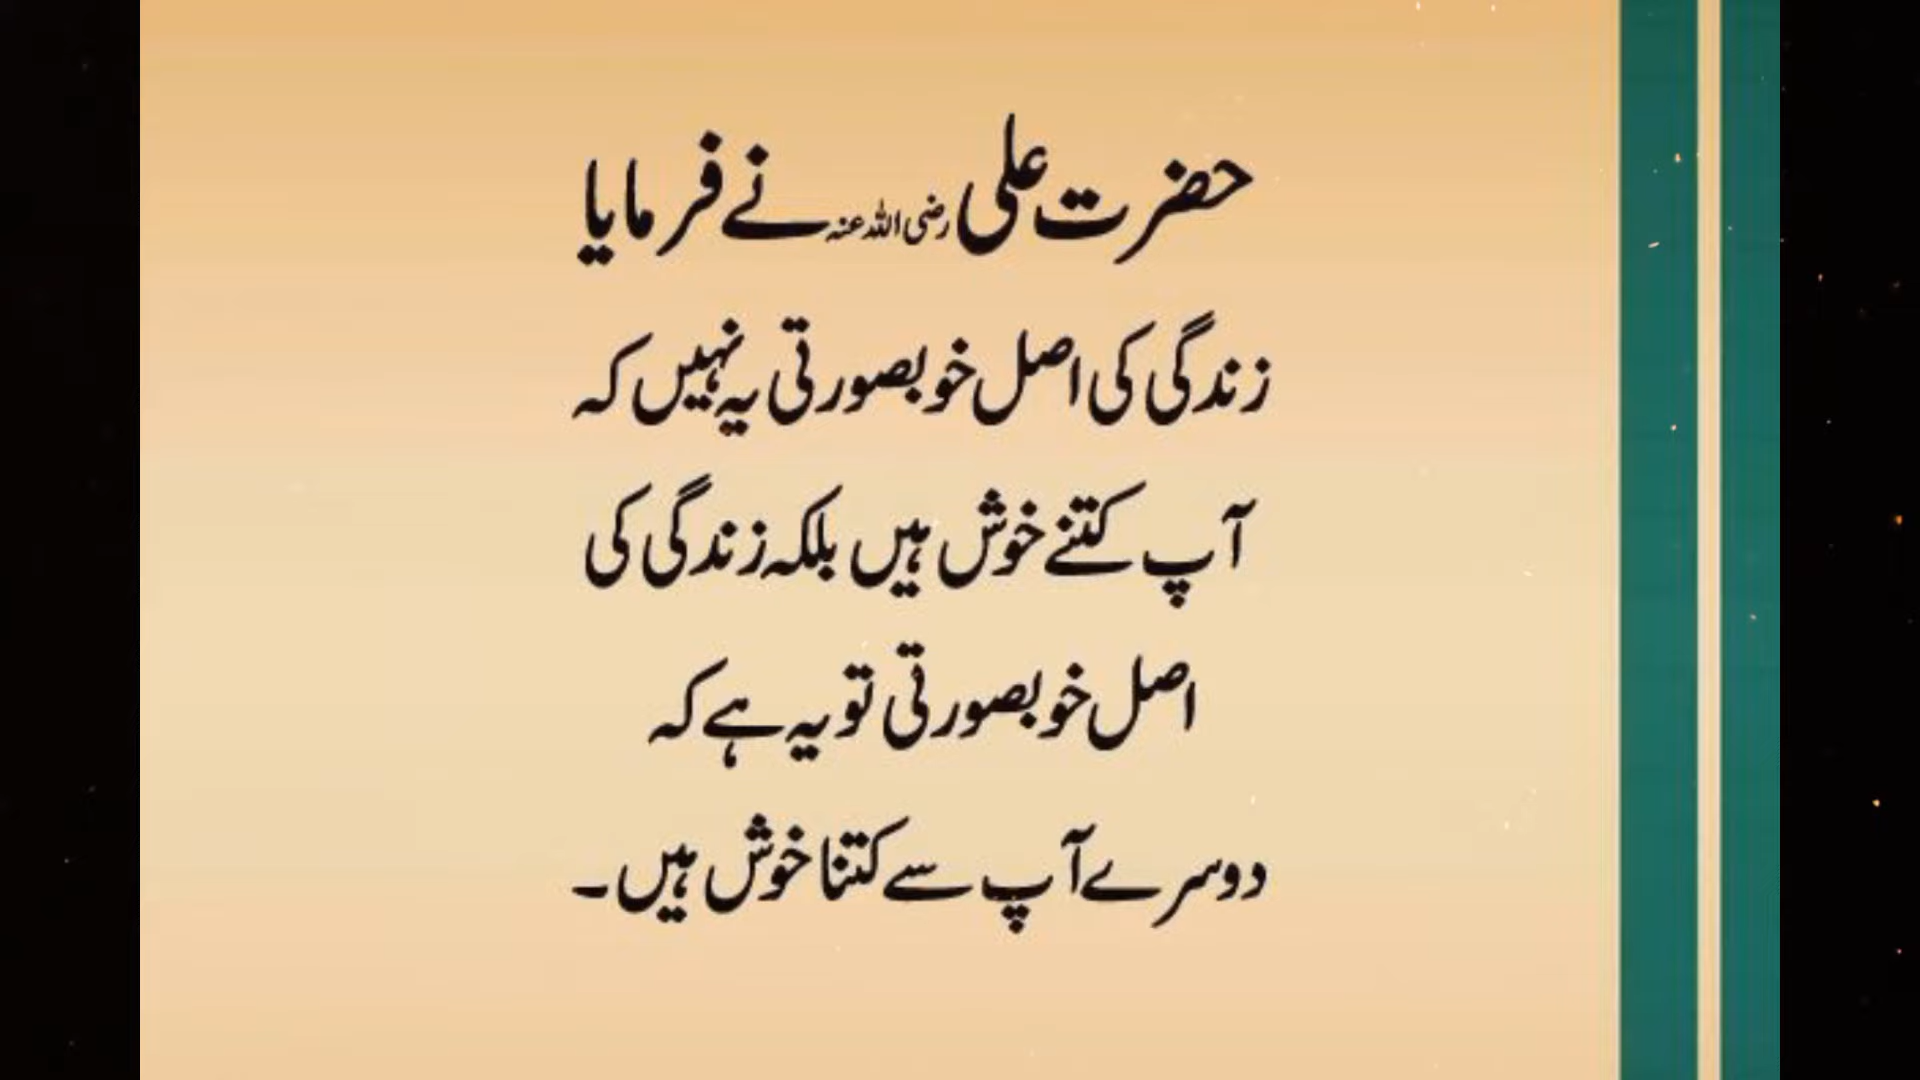 حضرت علی رضی اللہ عنہ نے فرمایا
زندگی کی اصل خوبصورتی یہ نہیں کہ
آپ کتنے خوش ہیں بلکہ زندگی کی
اصل خوبصورتی تو یہ ہے کہ
دوسرے آپ سے کتنا خوش ہیں۔